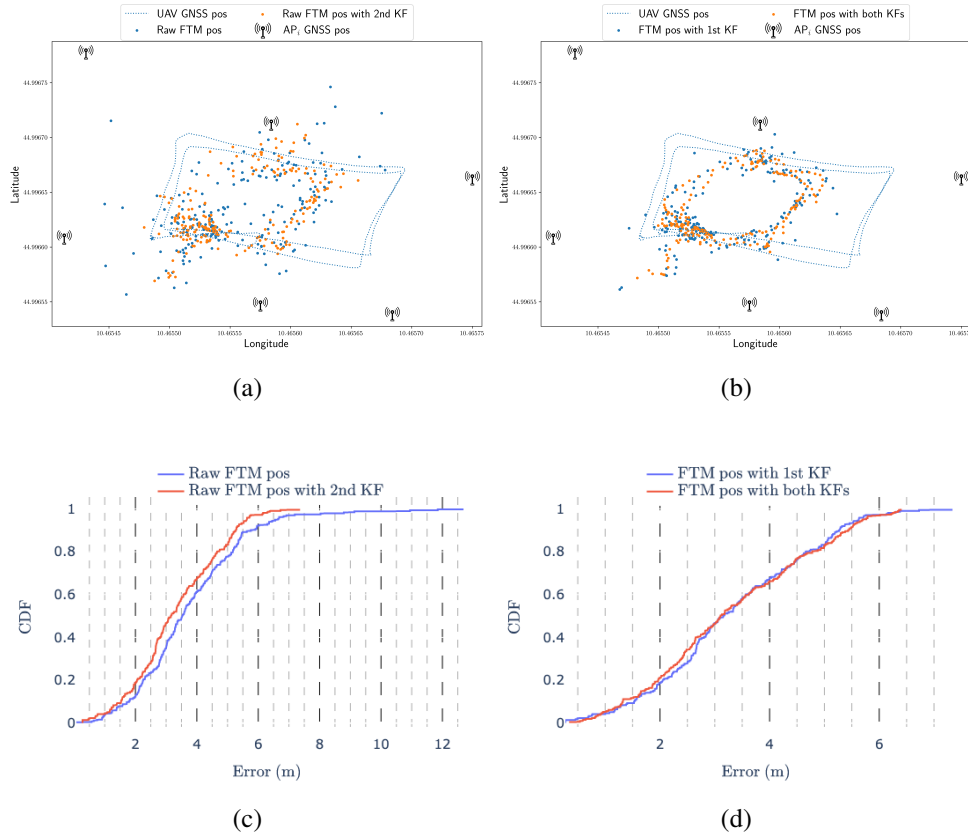 UAV GNSS pos
Raw FTM pos
Raw FTM pos with 2nd KF
APᵢ GNSS pos
44.99675
44.99670
44.99665
44.99660
44.99655
Latitude
10.46545 10.46550 10.46555 10.46560 10.46565 10.46570 10.46575
Longitude
(a)
UAV GNSS pos
FTM pos with 1st KF
FTM pos with both KFs
APᵢ GNSS pos
44.99675
44.99670
44.99665
44.99660
44.99655
Latitude
10.46545 10.46550 10.46555 10.46560 10.46565 10.46570
Longitude
(b)
Raw FTM pos
Raw FTM pos with 2nd KF
1
0.8
0.6
0.4
0.2
0
CDF
2 4 6 8 10 12
Error (m)
(c)
FTM pos with 1st KF
FTM pos with both KFs
1
0.8
0.6
0.4
0.2
0
CDF
2 4 6
Error (m)
(d)